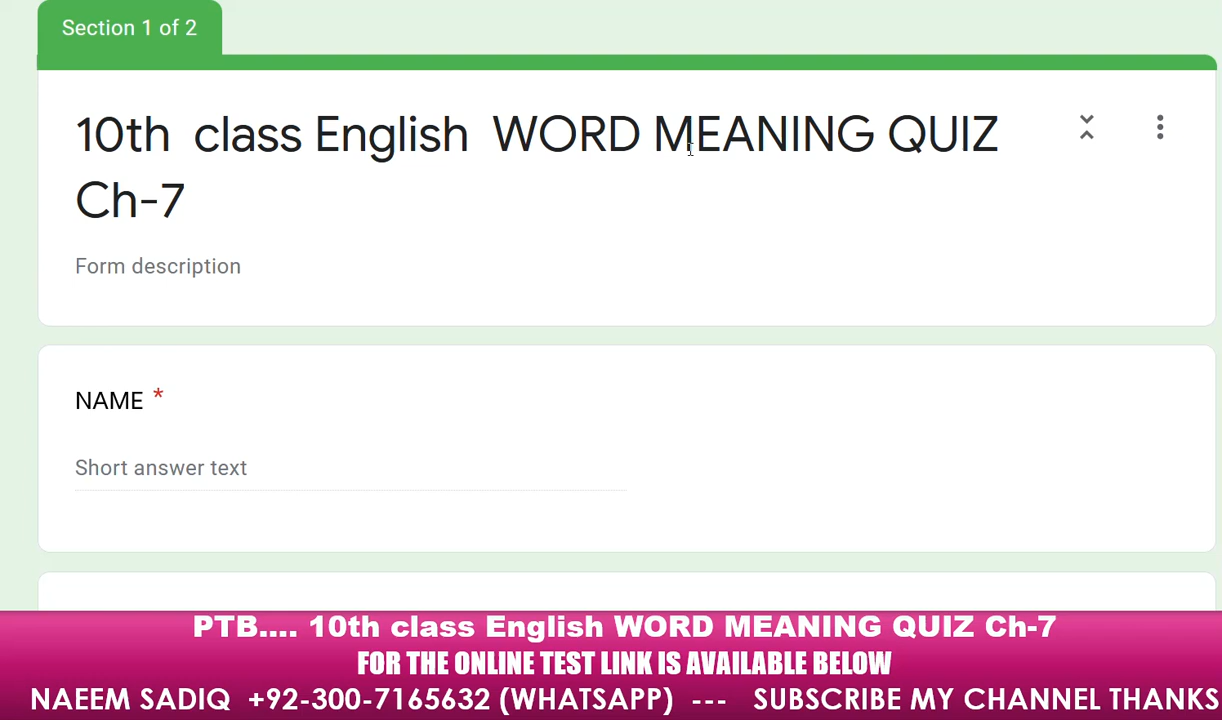 Section 1 of 2
10th class English WORD MEANING QUIZ
Ch-7
Form description
NAME *
Short answer text
PTB.... 10th class English WORD MEANING QUIZ Ch-7
FOR THE ONLINE TEST LINK IS AVAILABLE BELOW
NAEEM SADIQ +92-300-7165632 (WHATSAPP) --- SUBSCRIBE MY CHANNEL THANKS